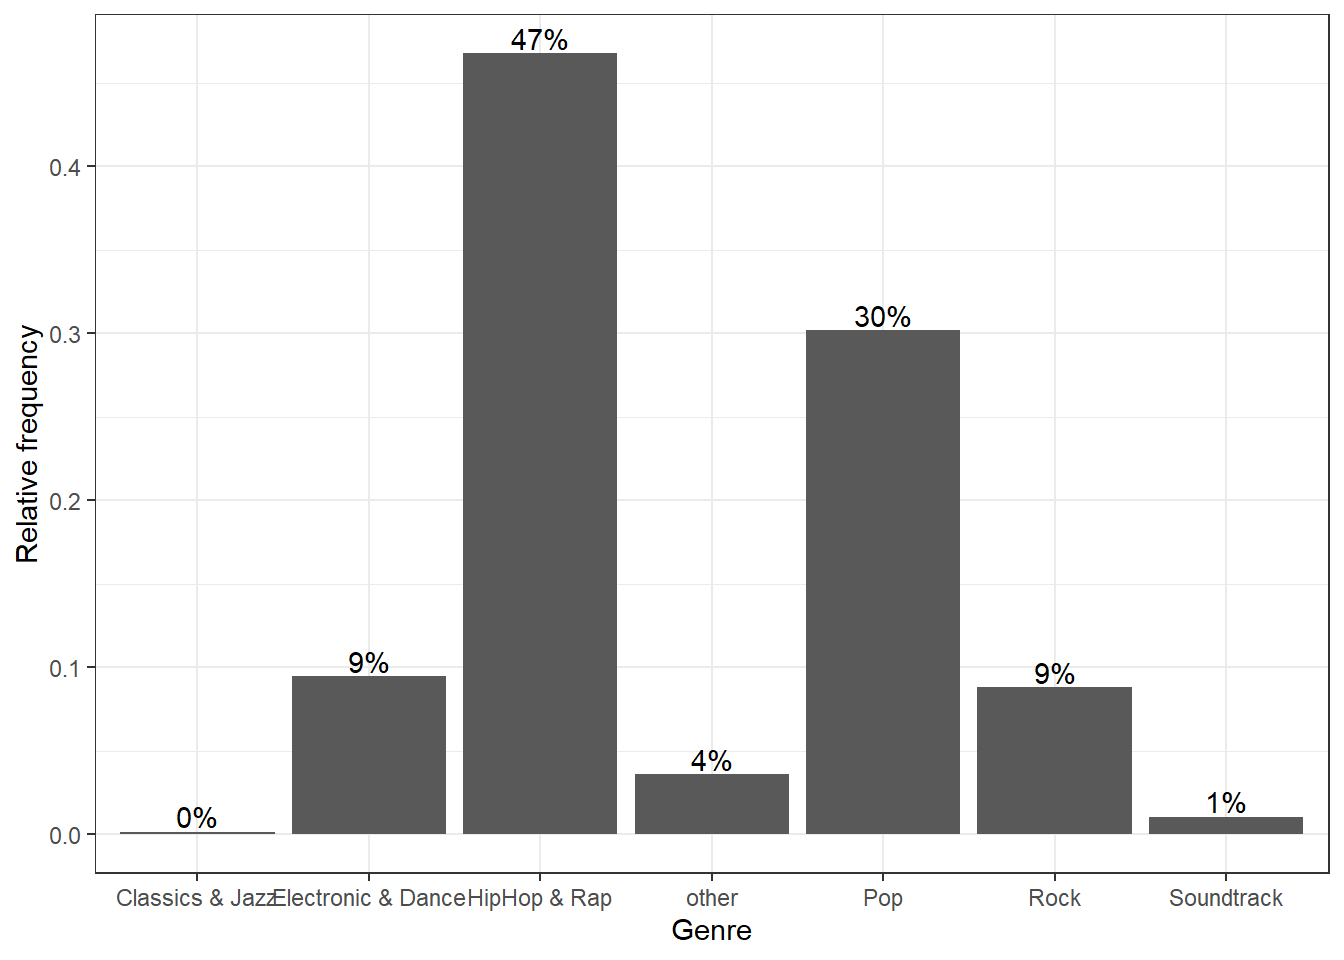 47%
0.4
30%
0.3
Relative frequency
0.2
0.1
9%
9%
4%
1%
0%
0.0
Classics & Jazz
Electronic & Dance
HipHop & Rap
other
Pop
Rock
Soundtrack
Genre